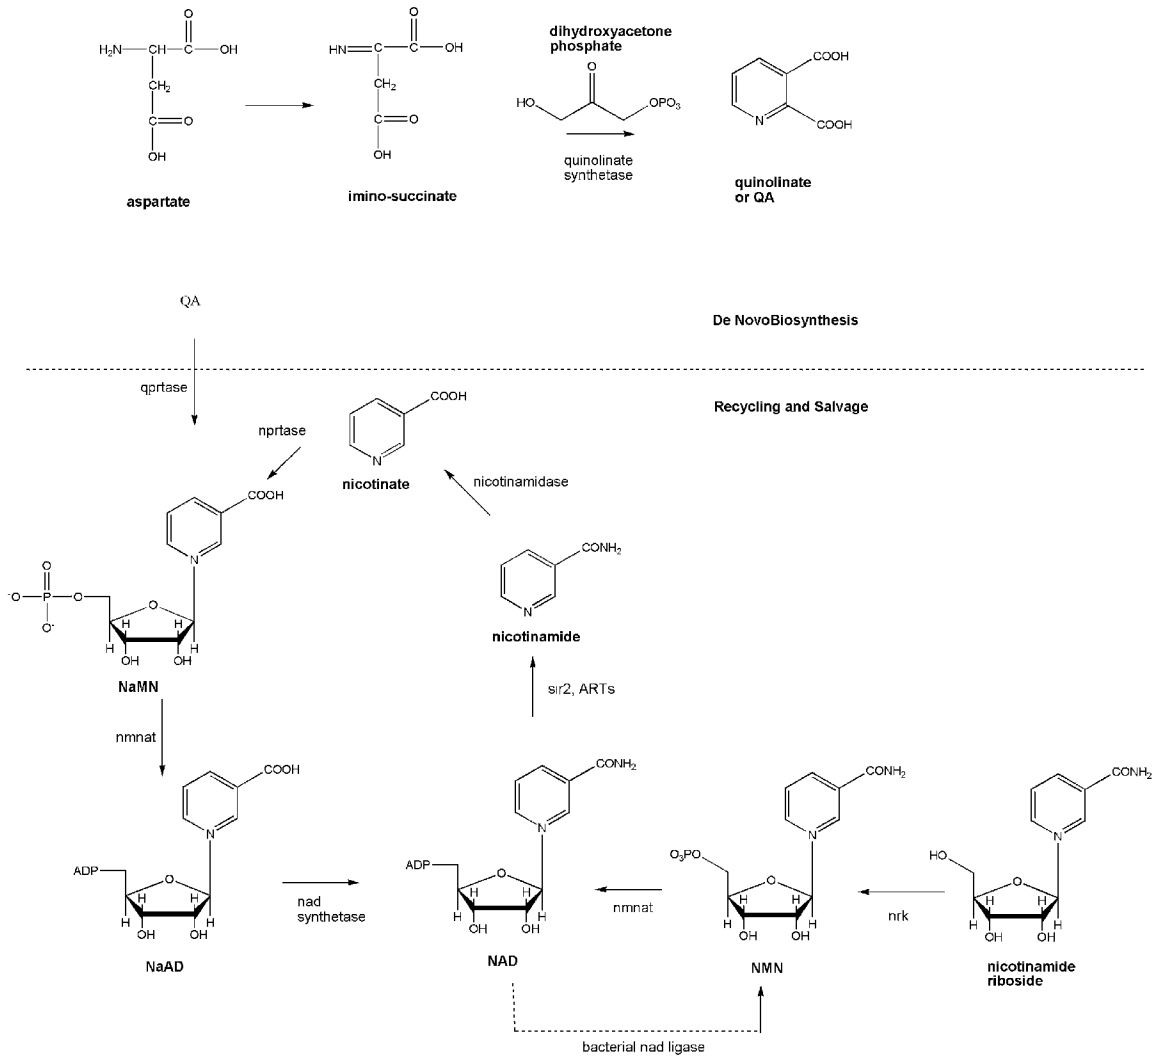 O
H₂N
CH
C
OH
CH₂
C
O
OH
aspartate
O
HN
C
C
OH
CH₂
C
O
OH
imino-succinate
dihydroxyacetone
phosphate
O
HO
OPO₃
quinolinate
synthetase
COOH
N
COOH
quinolinate
or QA
QA
De NovoBiosynthesis
qprtase
Recycling and Salvage
COOH
N
nicotinate
nprtase
nicotinamidase
COOH
N
O
⁻O
P
O
O⁻
O
H
H
H
H
OH
OH
NaMN
CONH₂
N
nicotinamide
sir2, ARTs
nmnat
COOH
N
ADP
O
H
H
H
H
OH
OH
NaAD
nad
synthetase
CONH₂
N
ADP
O
H
H
H
H
OH
OH
NAD
nmnat
CONH₂
N
O₃PO
O
H
H
H
H
OH
OH
NMN
nrk
CONH₂
N
HO
O
H
H
H
H
OH
OH
nicotinamide
riboside
bacterial nad ligase